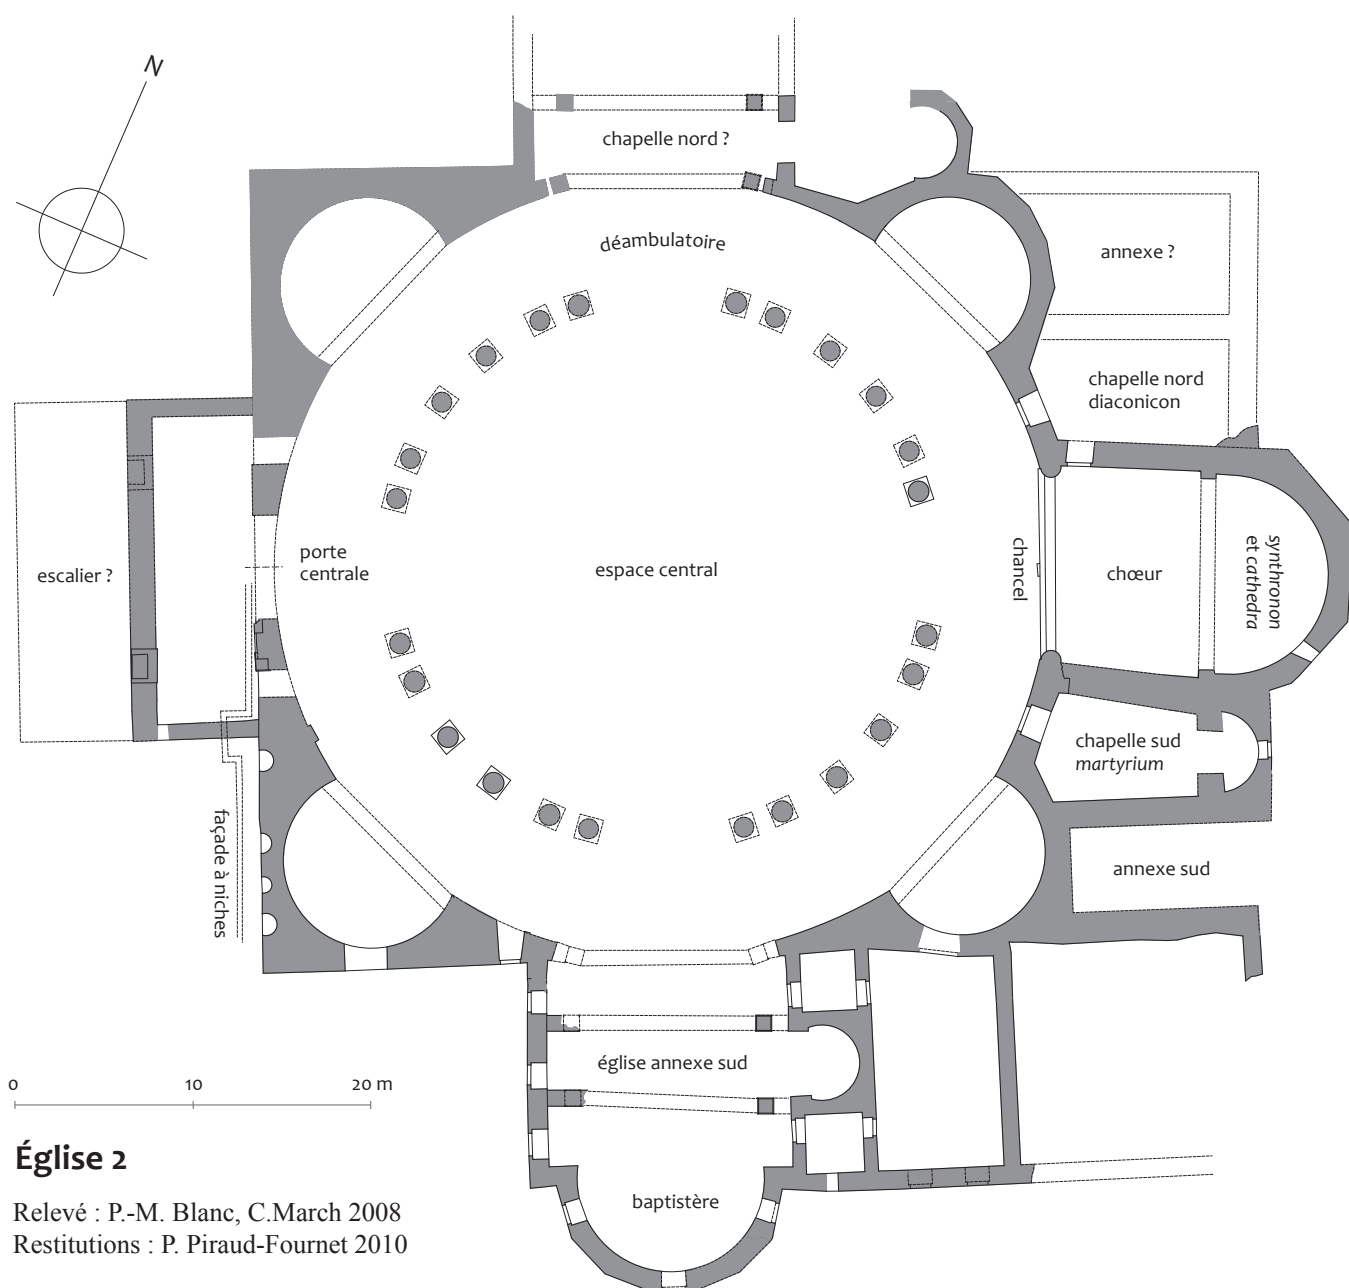 N
chapelle nord ?
déambulatoire
annexe ?
chapelle nord
diaconicon
porte
centrale
escalier ?
espace central
chancel
chœur
synthronon
et cathedra
chapelle sud
martyrium
façade à niches
annexe sud
église annexe sud
0 10 20 m
Église 2
baptistère
Relevé : P.-M. Blanc, C.March 2008
Restitutions : P. Piraud-Fournet 2010